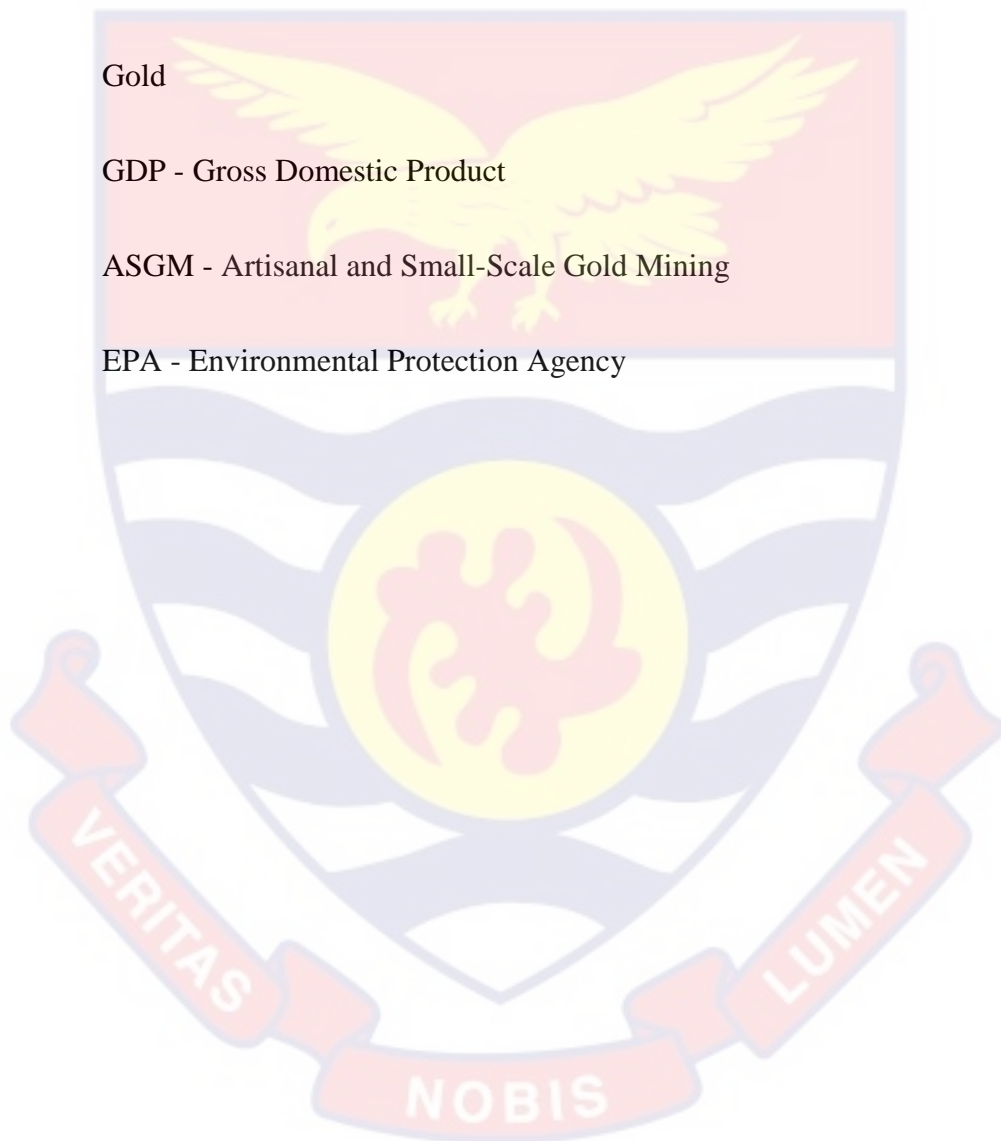 Gold
GDP - Gross Domestic Product
ASGM - Artisanal and Small-Scale Gold Mining
EPA - Environmental Protection Agency
VERITAS
NOBIS
LUMEN